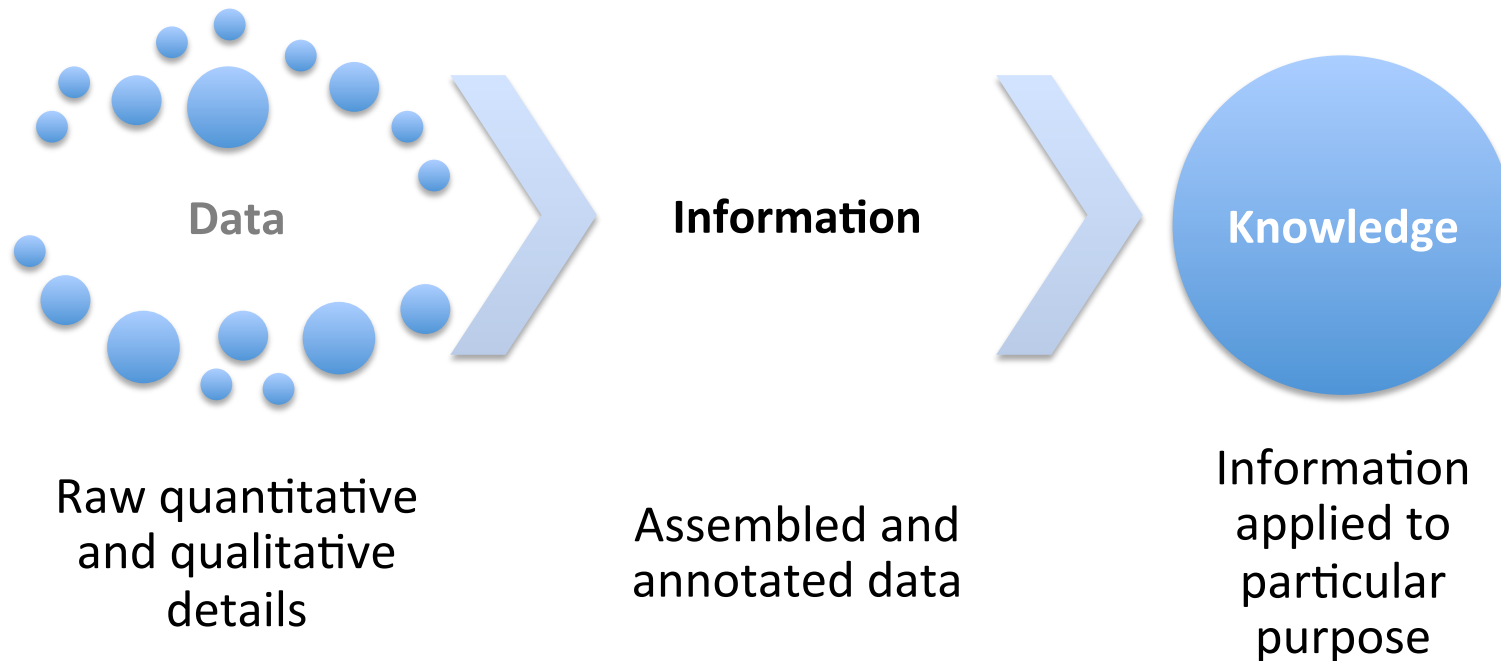 Data
Information
Knowledge
Raw quantitative
and qualitative
details
Assembled and
annotated data
Information
applied to
particular
purpose